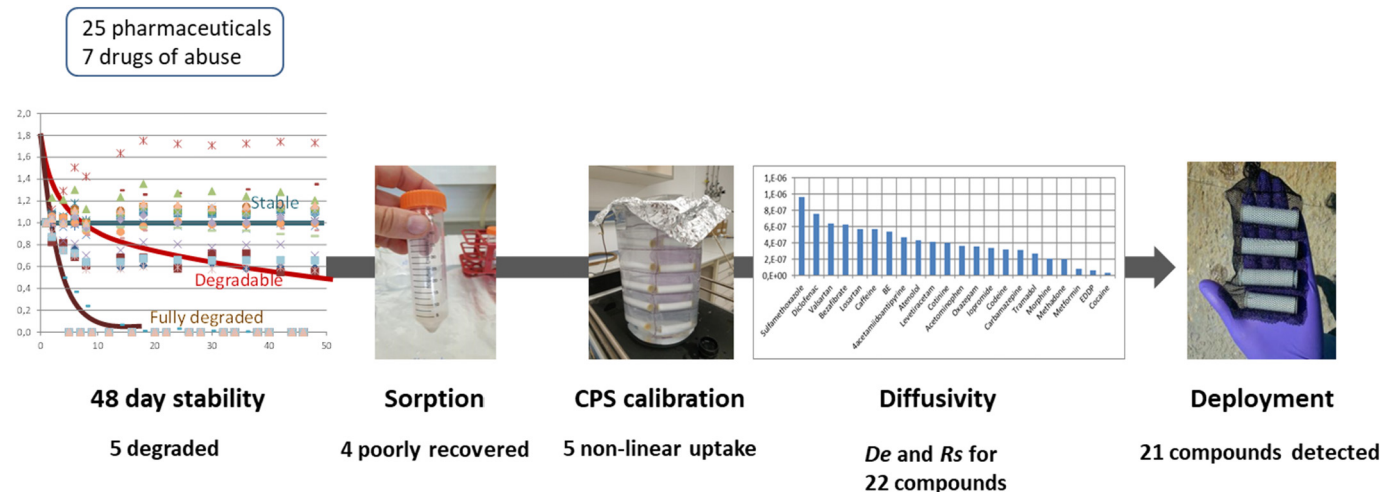 25 pharmaceuticals
7 drugs of abuse
2,0
1,8
1,6
1,4
1,2
1,0
0,8
0,6
0,4
0,2
0,0
0
10
20
30
40
50
Stable
Degradable
Fully degraded
1,E-06
1,E-06
8,E-07
6,E-07
4,E-07
2,E-07
0,E+00
Sulfamethoxazole
Diclofenac
Valsartan
Bezafibrate
Losartan
Caffeine
BE
4acetamidoantipyrine
Atenolol
Levetiracetam
Cotinine
Acetominophen
Oxazepam
Iopromide
Codeine
Carbamazepine
Tramadol
Morphine
Methadone
Metformin
EDDP
Cocaine
48 day stability
5 degraded
Sorption
4 poorly recovered
CPS calibration
5 non-linear uptake
Diffusivity
De and Rs for
22 compounds
Deployment
21 compounds detected